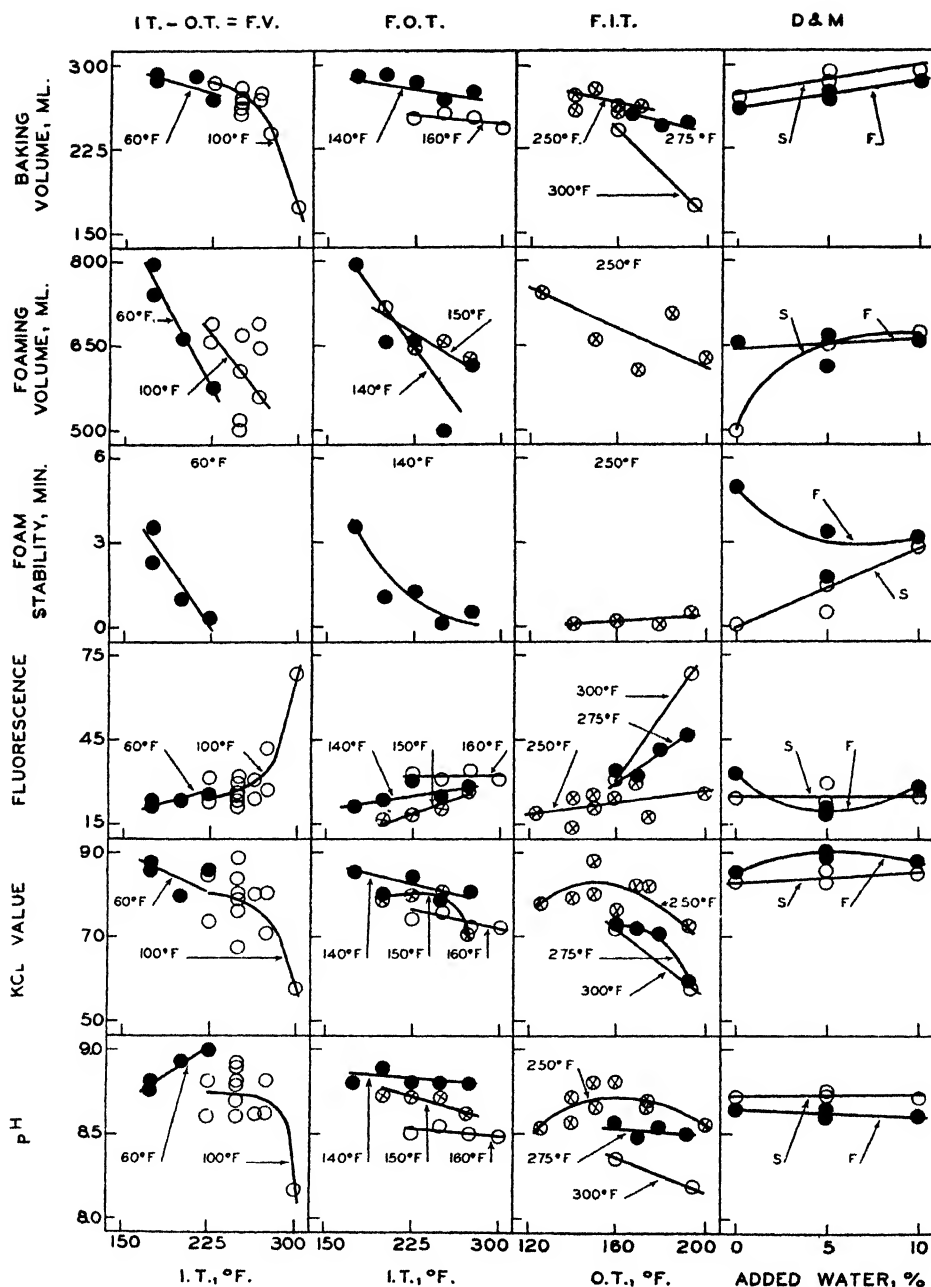 I.T. - O.T. = F.V. F.O.T. F.I.T. D & M
BAKING VOLUME, ML.
300
225
150
60°F 100°F
140°F 160°F
250°F. 275°F
300°F
S F
FOAMING VOLUME, ML.
800
650
500
60°F.
100°F
150°F
140°F
250°F
S F
FOAM STABILITY, MIN.
6
3
0
60°F
140°F
250°F
F
S
FLUORESCENCE
75
45
15
60°F 100°F
140°F 150°F 160°F
300°F
275°F
250°F
S F
KCL VALUE
90
70
50
60°F
100°F
140°F 150°F 160°F
250°F
275°F
300°F
S F
pH
9.0
8.5
8.0
60°F 100°F
140°F 150°F 160°F
250°F
275°F
300°F
S F
150 225 300 150 225 300 120 160 200 0 5 10
I.T., °F. I.T., °F. O.T., °F. ADDED WATER, %